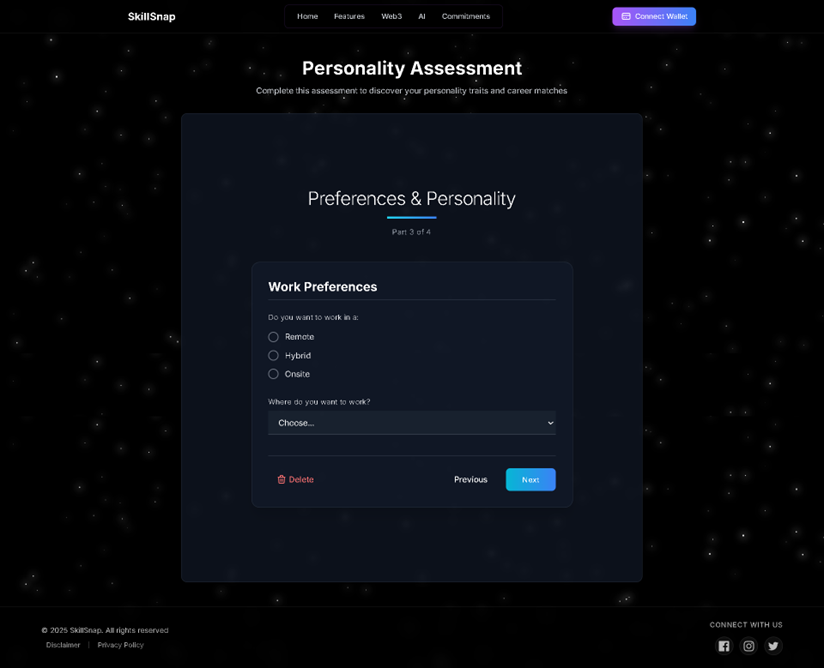 SkillSnap
Home Features Web3 AI Commitments
Connect Wallet
Personality Assessment
Complete this assessment to discover your personality traits and career matches
Preferences & Personality
Part 3 of 4
Work Preferences
Do you want to work in a:
Remote
Hybrid
Onsite
Where do you want to work?
Choose...
Delete Previous Next
© 2025 SkillSnap. All rights reserved
Disclaimer | Privacy Policy
CONNECT WITH US